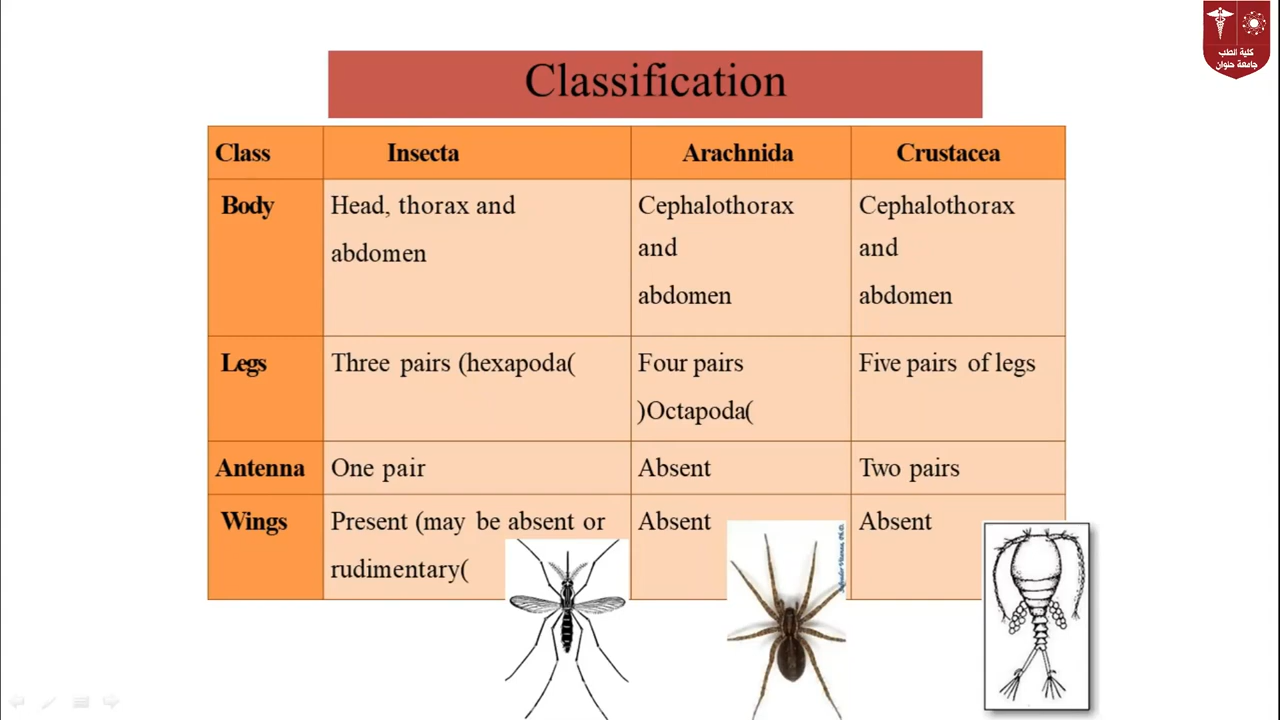 كلية الطب
جامعة حلوان
Classification
Class Insecta Arachnida Crustacea
Body
Head, thorax and
abdomen
Cephalothorax
and
abdomen
Cephalothorax
and
abdomen
Legs
Three pairs (hexapoda(
Four pairs
)Octapoda(
Five pairs of legs
Antenna One pair Absent Two pairs
Wings
Present (may be absent or
rudimentary(
Absent
Absent